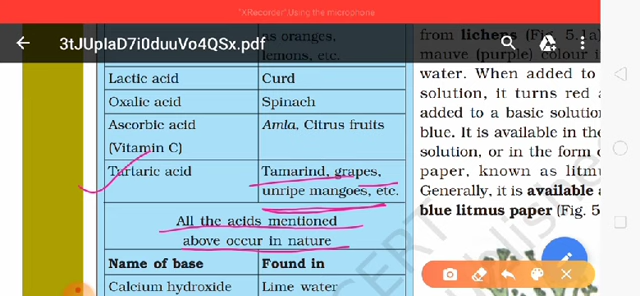 "XRecorder".Using the microphone
3tJUplaD7i0duuVo4QSx.pdf
as oranges,
lemons, etc.
Lactic acid Curd
Oxalic acid Spinach
Ascorbic acid Amla, Citrus fruits
(Vitamin C)
Tartaric acid Tamarind, grapes,
unripe mangoes, etc.
All the acids mentioned
above occur in nature
Name of base Found in
Calcium hydroxide Lime water
from lichens (Fig. 5.1a)
mauve (purple) colour i
water. When added to
solution, it turns red a
added to a basic solutio
blue. It is available in the
solution, or in the form o
paper, known as litmu
Generally, it is available a
blue litmus paper (Fig. 5